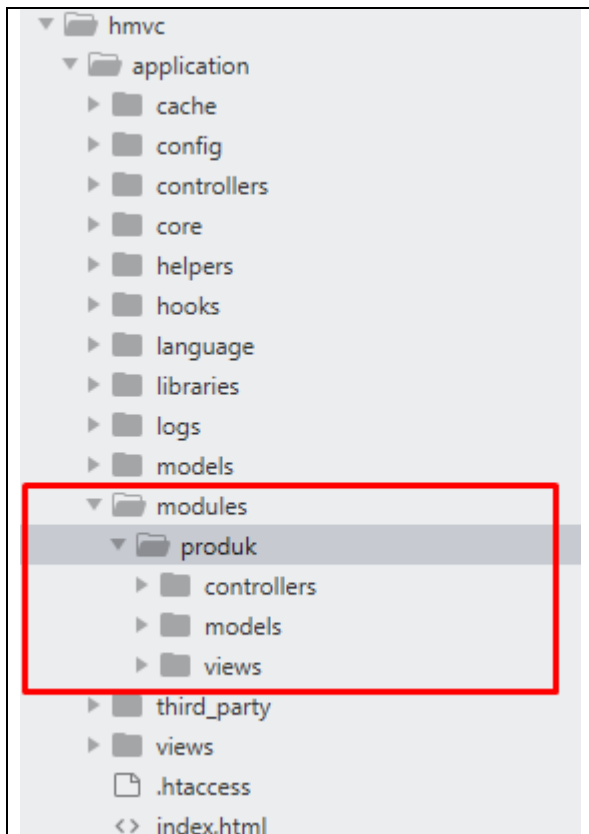 hmvc
application
cache
config
controllers
core
helpers
hooks
language
libraries
logs
models
modules
produk
controllers
models
views
third_party
views
.htaccess
<> index.html